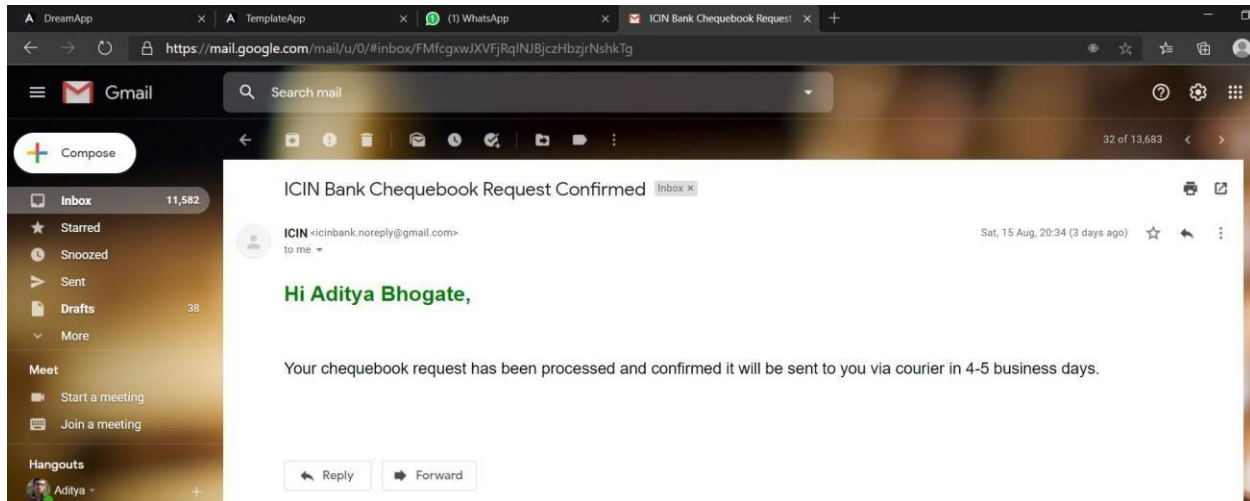 DreamApp
TemplateApp
(1) WhatsApp
ICIN Bank Chequebook Request
https://mail.google.com/mail/u/0/#inbox/FMfcgxwJXVFjRqlNJBjczHbzjrNshkTg
Gmail
Search mail
Compose
32 of 13,683
Inbox 11,582
Starred
Snoozed
Sent
Drafts 38
More
Meet
Start a meeting
Join a meeting
Hangouts
Aditya
ICIN Bank Chequebook Request Confirmed Inbox x
ICIN <icinbank.noreply@gmail.com>
Sat, 15 Aug, 20:34 (3 days ago)
to me
Hi Aditya Bhogate,
Your chequebook request has been processed and confirmed it will be sent to you via courier in 4-5 business days.
Reply
Forward